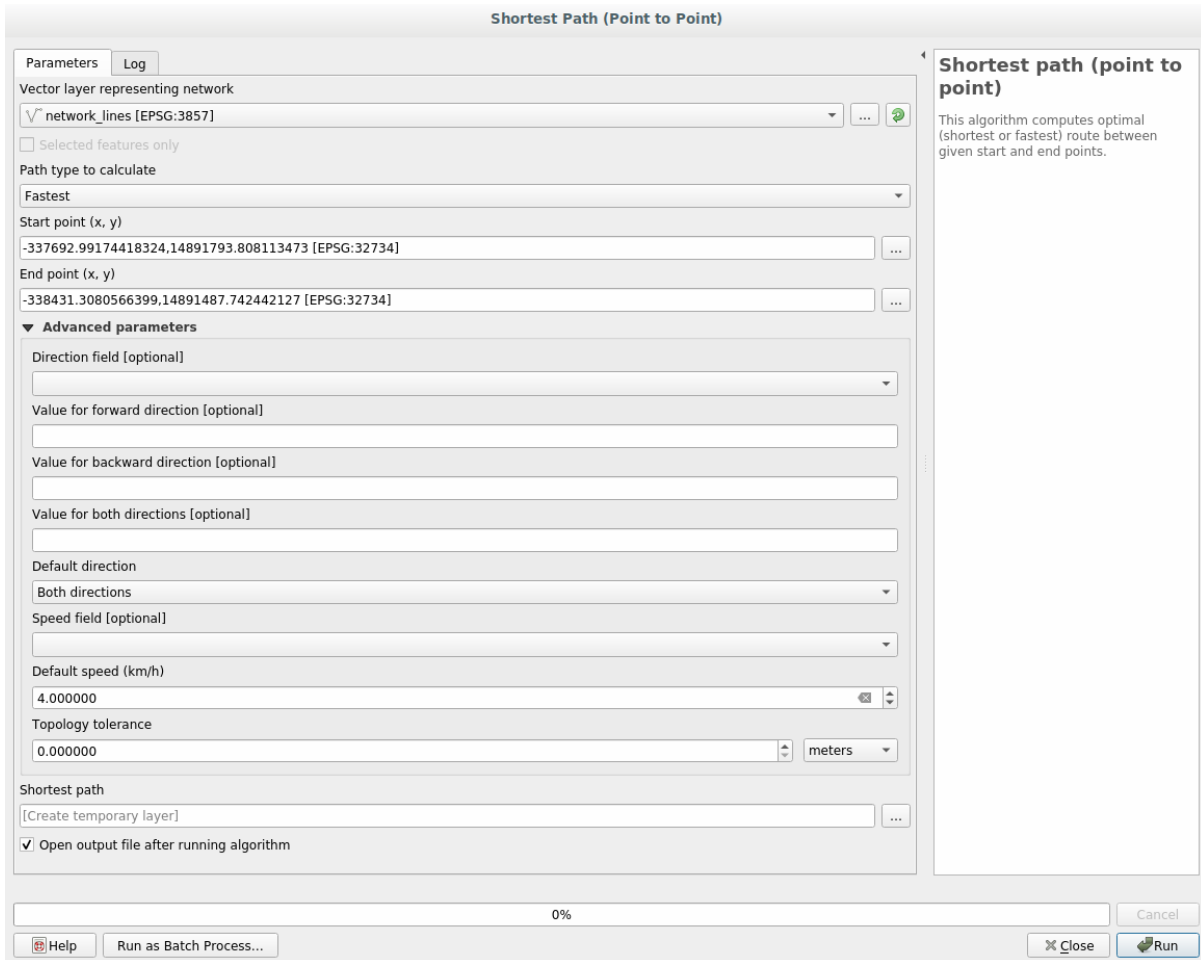 Shortest Path (Point to Point)
Parameters
Log
Vector layer representing network
network_lines [EPSG:3857]
...
Selected features only
Path type to calculate
Fastest
Start point (x, y)
-337692.99174418324,14891793.808113473 [EPSG:32734]
...
End point (x, y)
-338431.3080566399,14891487.742442127 [EPSG:32734]
...
Advanced parameters
Direction field [optional]
Value for forward direction [optional]
Value for backward direction [optional]
Value for both directions [optional]
Default direction
Both directions
Speed field [optional]
Default speed (km/h)
4.000000
Topology tolerance
0.000000
meters
Shortest path
[Create temporary layer]
...
Open output file after running algorithm
Shortest path (point to
point)
This algorithm computes optimal
(shortest or fastest) route between
given start and end points.
0%
Cancel
Help
Run as Batch Process...
Close
Run